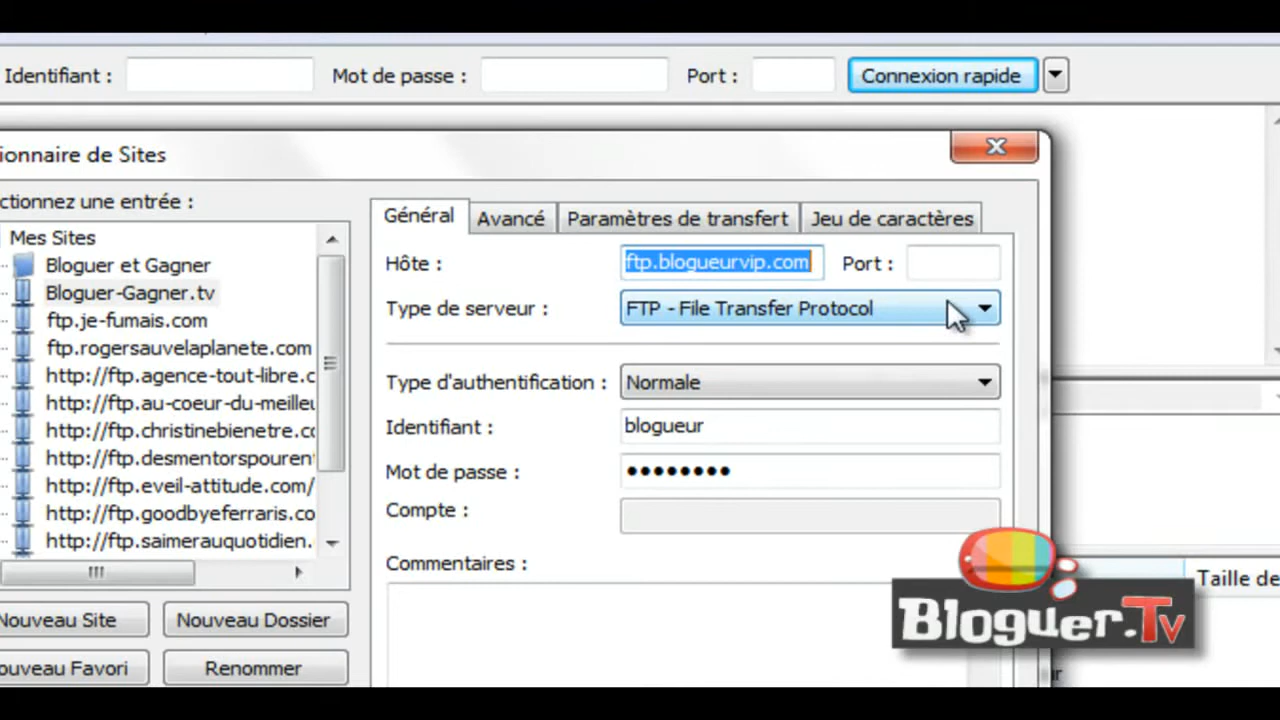 Identifiant : Mot de passe : Port : Connexion rapide
ionnaire de Sites
ctionnez une entrée :
Mes Sites
Bloguer et Gagner
Bloguer-Gagner.tv
ftp.je-fumais.com
ftp.rogersauvelaplanete.com
http://ftp.agence-tout-libre.c
http://ftp.au-coeur-du-meilleu
http://ftp.christinebienetre.co
http://ftp.desmentorspouren
http://ftp.eveil-attitude.com/
http://ftp.goodbyeferraris.co
http://ftp.saimerauquotidien.
Nouveau Site Nouveau Dossier
ouveau Favori Renommer
Général Avancé Paramètres de transfert Jeu de caractères
Hôte : ftp.blogueurvip.com Port :
Type de serveur : FTP - File Transfer Protocol
Type d'authentification : Normale
Identifiant : blogueur
Mot de passe : ●●●●●●●●
Compte :
Commentaires :
Taille de
Bloguer.Tv
ur